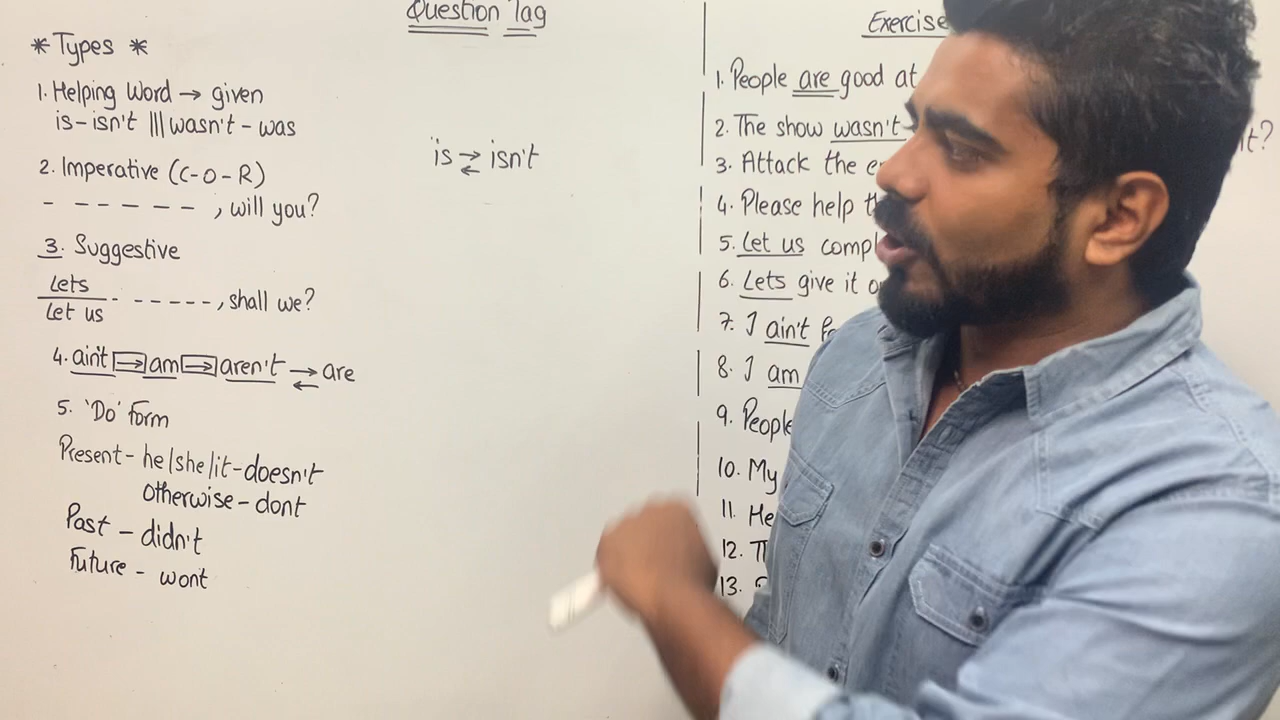 Question Tag
* Types *
1. Helping Word → given
is - isn't ||| wasn't - was
2. Imperative (C-O-R)
- - - - - - , will you?
3. Suggestive
Lets
Let us - - - - - - , shall we?
4. ain't → am → aren't ⇄ are
5. 'Do' form
Present - he/she/it - doesn't
otherwise - dont
Past - didn't
Future - wont
is ⇄ isn't
Exercise
1. People are good at
2. The show wasn't
3. Attack the
4. Please help
5. Let us
6. Lets give it
7. I ain't
8. I am
9. People
10. My
11. He
12.
13.